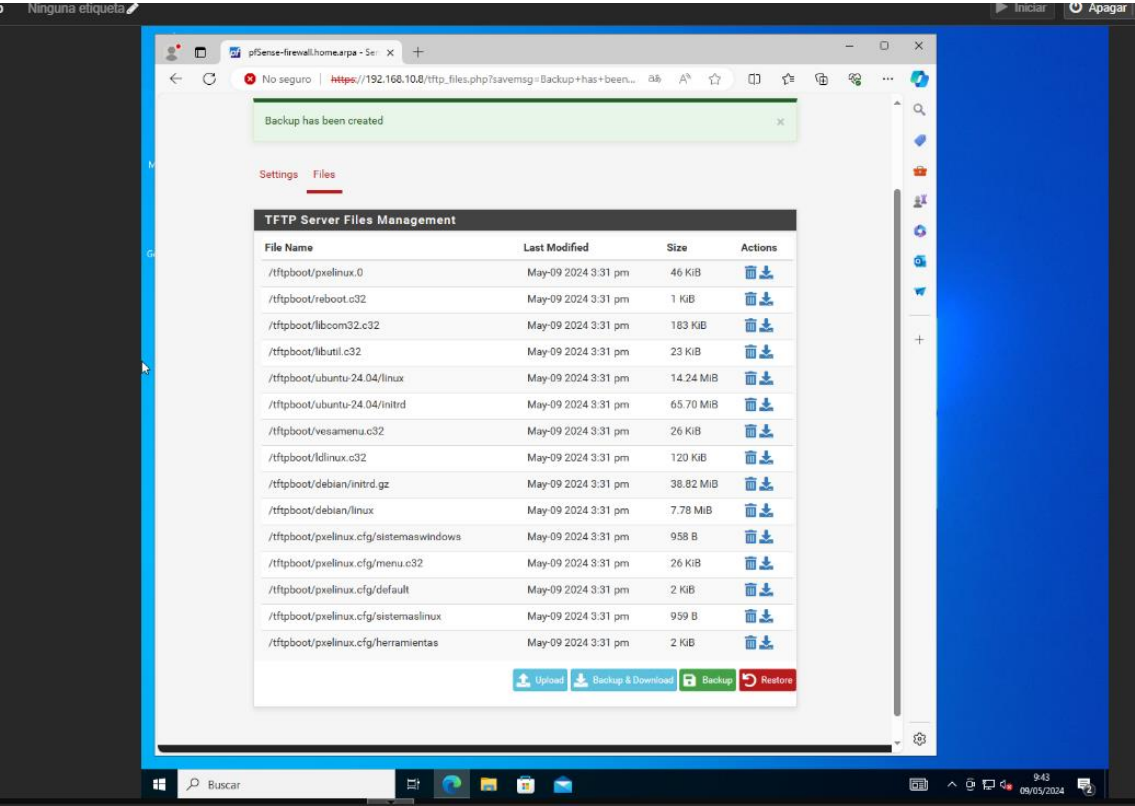 Ninguna etiqueta
Iniciar
Apagar
pfSense-firewall.home.arpa - Ser
No seguro
https://192.168.10.8/tftp_files.php?savemsg=Backup+has+been...
Backup has been created
Settings Files
TFTP Server Files Management
File Name Last Modified Size Actions
/tftpboot/pxelinux.0 May-09 2024 3:31 pm 46 KiB
/tftpboot/reboot.c32 May-09 2024 3:31 pm 1 KiB
/tftpboot/libcom32.c32 May-09 2024 3:31 pm 183 KiB
/tftpboot/libutil.c32 May-09 2024 3:31 pm 23 KiB
/tftpboot/ubuntu-24.04/linux May-09 2024 3:31 pm 14.24 MiB
/tftpboot/ubuntu-24.04/initrd May-09 2024 3:31 pm 65.70 MiB
/tftpboot/vesamenu.c32 May-09 2024 3:31 pm 26 KiB
/tftpboot/ldlinux.c32 May-09 2024 3:31 pm 120 KiB
/tftpboot/debian/initrd.gz May-09 2024 3:31 pm 38.82 MiB
/tftpboot/debian/linux May-09 2024 3:31 pm 7.78 MiB
/tftpboot/pxelinux.cfg/sistemaswindows May-09 2024 3:31 pm 958 B
/tftpboot/pxelinux.cfg/menu.c32 May-09 2024 3:31 pm 26 KiB
/tftpboot/pxelinux.cfg/default May-09 2024 3:31 pm 2 KiB
/tftpboot/pxelinux.cfg/sistemaslinux May-09 2024 3:31 pm 959 B
/tftpboot/pxelinux.cfg/herramientas May-09 2024 3:31 pm 2 KiB
Upload Backup & Download Backup Restore
Buscar
9:43
09/05/2024